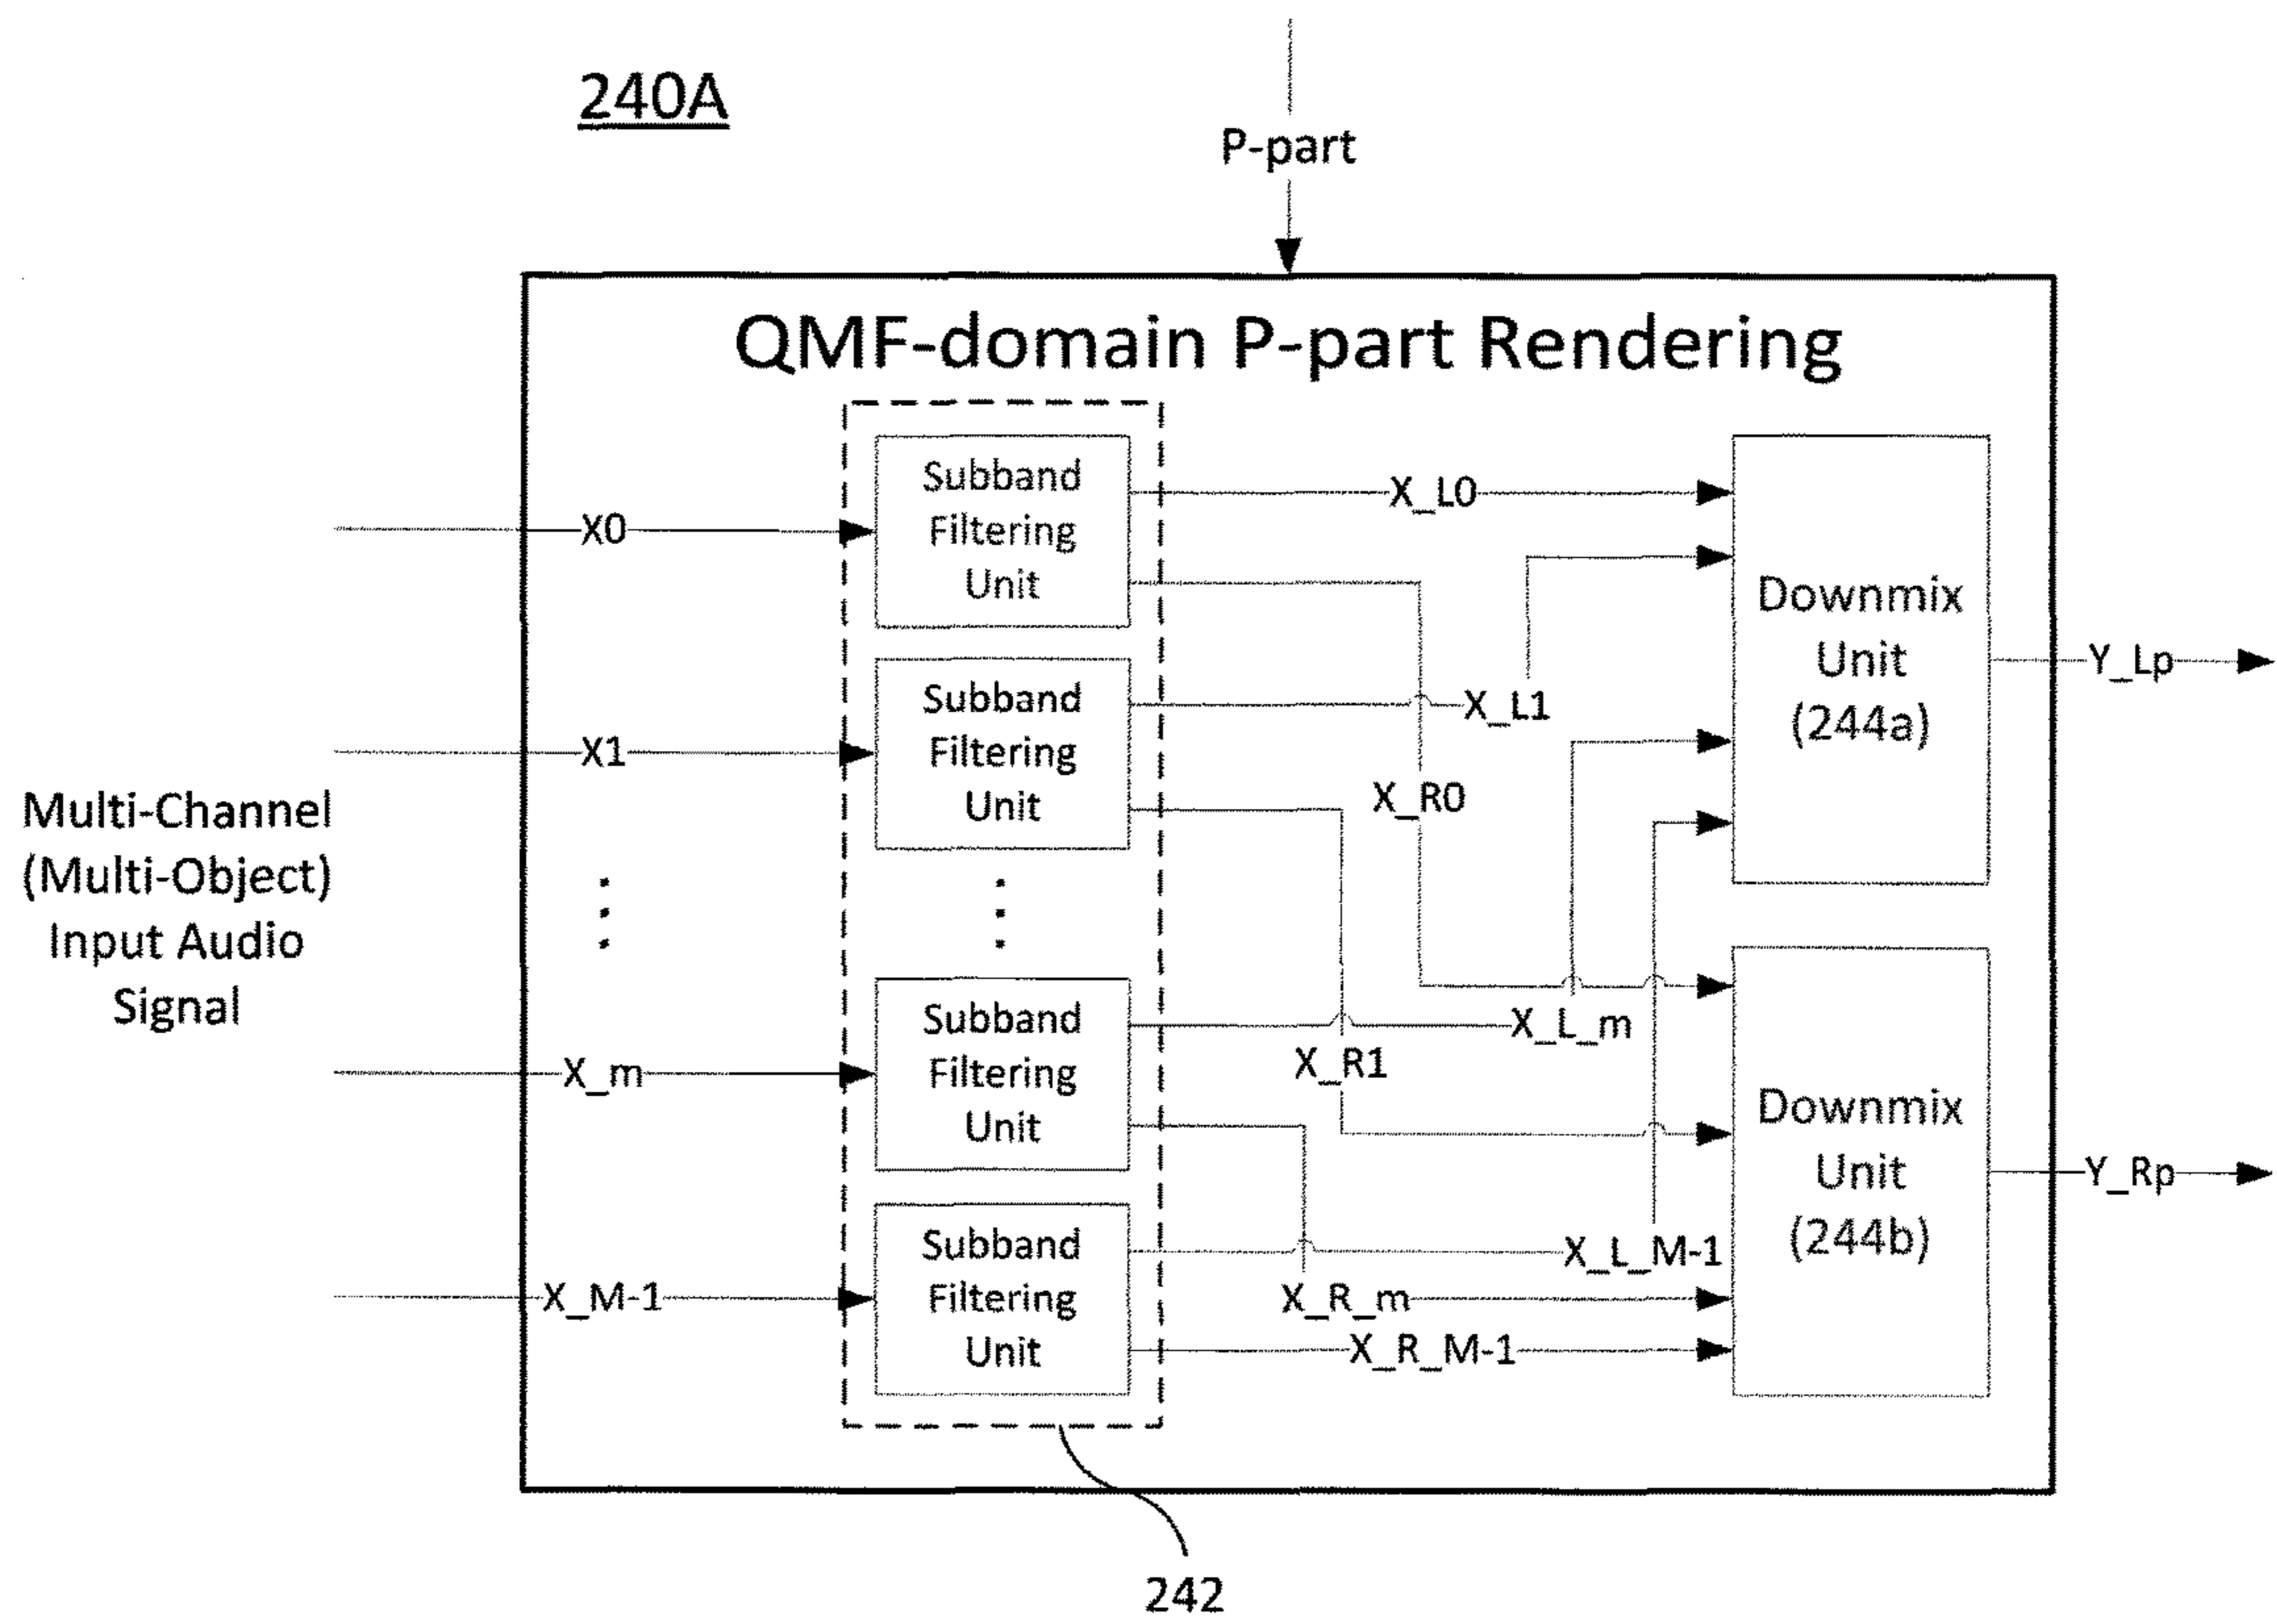 240A
P-part
QMF-domain P-part Rendering
Multi-Channel
(Multi-Object)
Input Audio
Signal
X0
X1
X_m
X_M-1
Subband
Filtering
Unit
Subband
Filtering
Unit
Subband
Filtering
Unit
Subband
Filtering
Unit
X_L0
X_L1
X_R0
X_L_m
X_R1
X_L_M-1
X_R_m
X_R_M-1
Downmix
Unit
(244a)
Downmix
Unit
(244b)
Y_Lp
Y_Rp
242